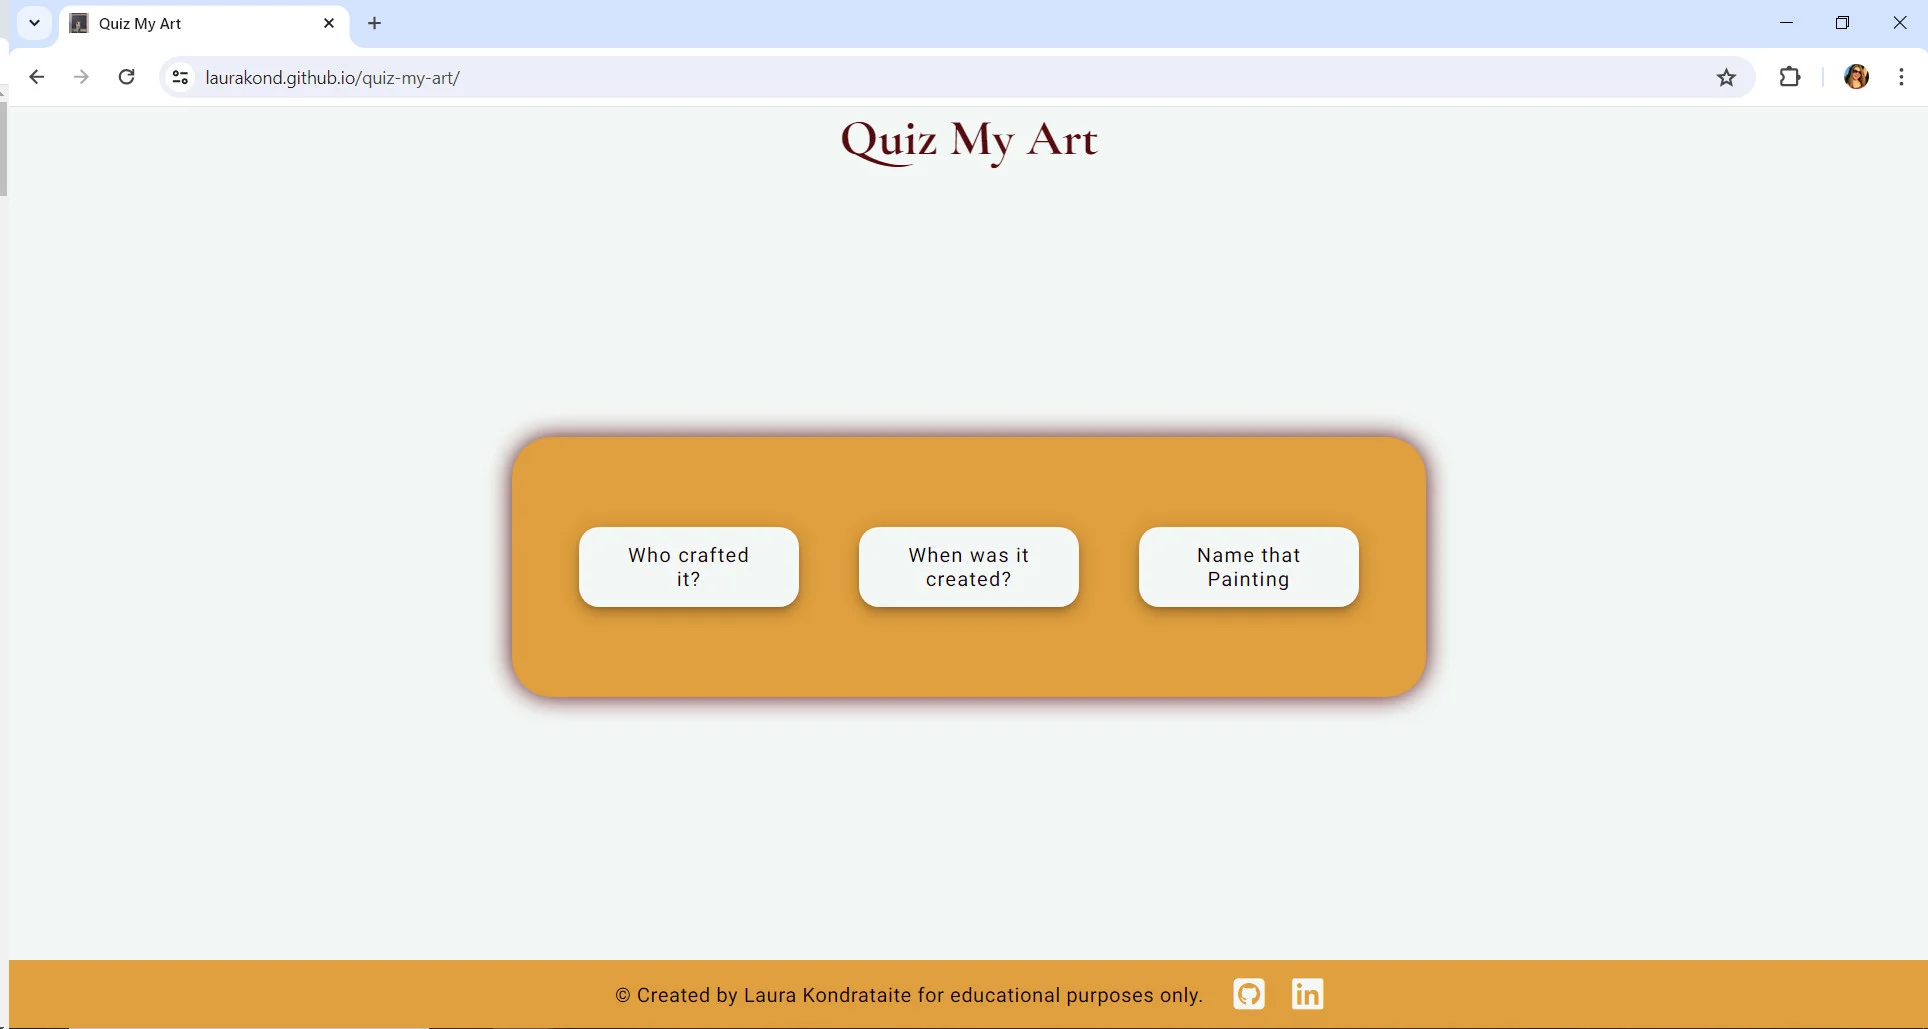 Quiz My Art
laurakond.github.io/quiz-my-art/
Quiz My Art
Who crafted
it?
When was it
created?
Name that
Painting
© Created by Laura Kondrataite for educational purposes only.
in